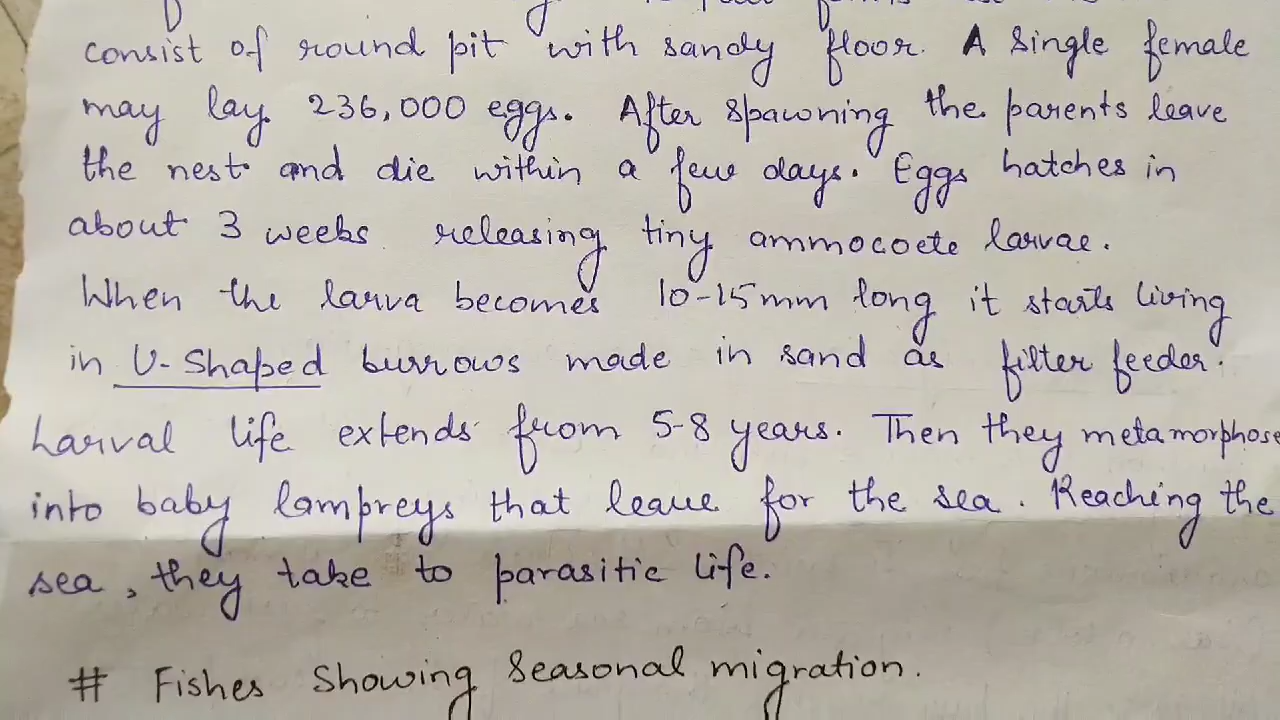 consist of round pit with sandy floor. A single female
may lay 236,000 eggs. After spawning the parents leave
the nest and die within a few days. Eggs hatches in
about 3 weeks releasing tiny ammocoete larvae.
When the larva becomes 10-15mm long it starts living
in U-Shaped burrows made in sand as filter feeder.
Larval life extends from 5-8 years. Then they metamorphose
into baby lampreys that leave for the sea. Reaching the
sea, they take to parasitic life.
# Fishes Showing Seasonal migration.